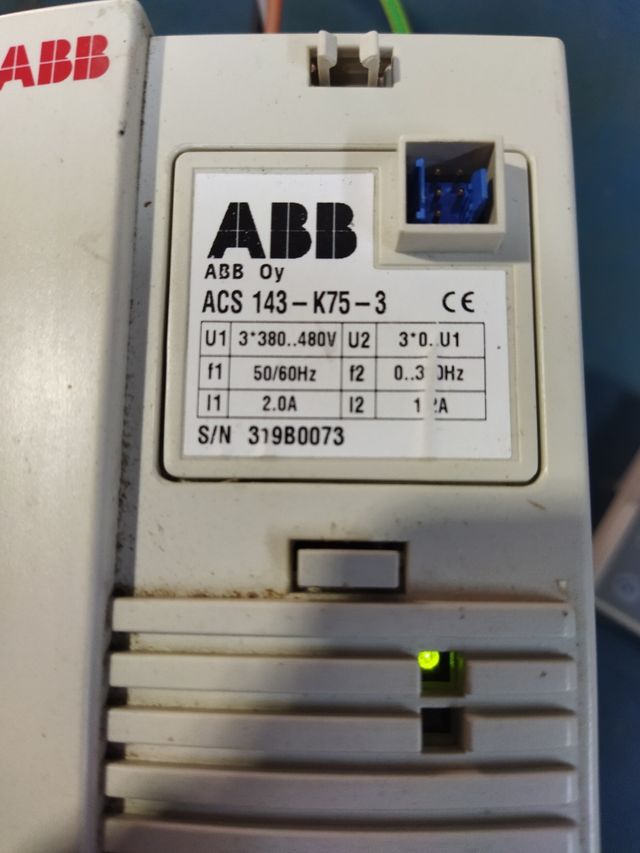 ABB
ABB
ABB Oy
ACS 143-K75-3 CE
U1 3*380..480V U2 3*0..U1
f1 50/60Hz f2
I1 2.0A I2
S/N 319B0073